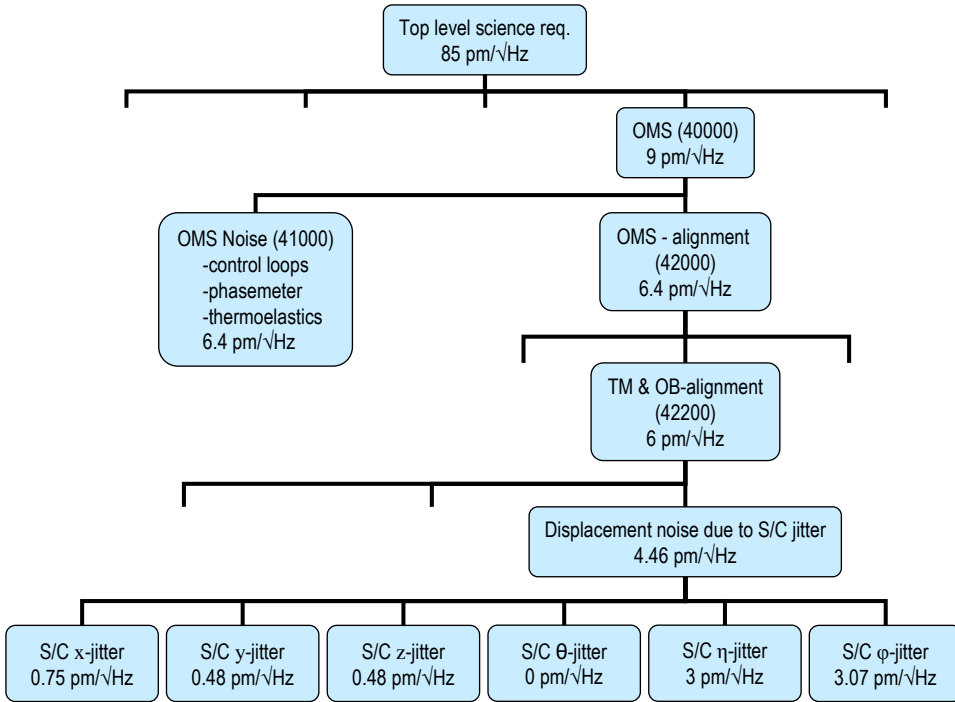 Top level science req.
85 pm/√Hz
OMS (40000)
9 pm/√Hz
OMS Noise (41000)
-control loops
-phasemeter
-thermoelastics
6.4 pm/√Hz
OMS - alignment
(42000)
6.4 pm/√Hz
TM & OB-alignment
(42200)
6 pm/√Hz
Displacement noise due to S/C jitter
4.46 pm/√Hz
S/C x-jitter
0.75 pm/√Hz
S/C y-jitter
0.48 pm/√Hz
S/C z-jitter
0.48 pm/√Hz
S/C θ-jitter
0 pm/√Hz
S/C η-jitter
3 pm/√Hz
S/C φ-jitter
3.07 pm/√Hz